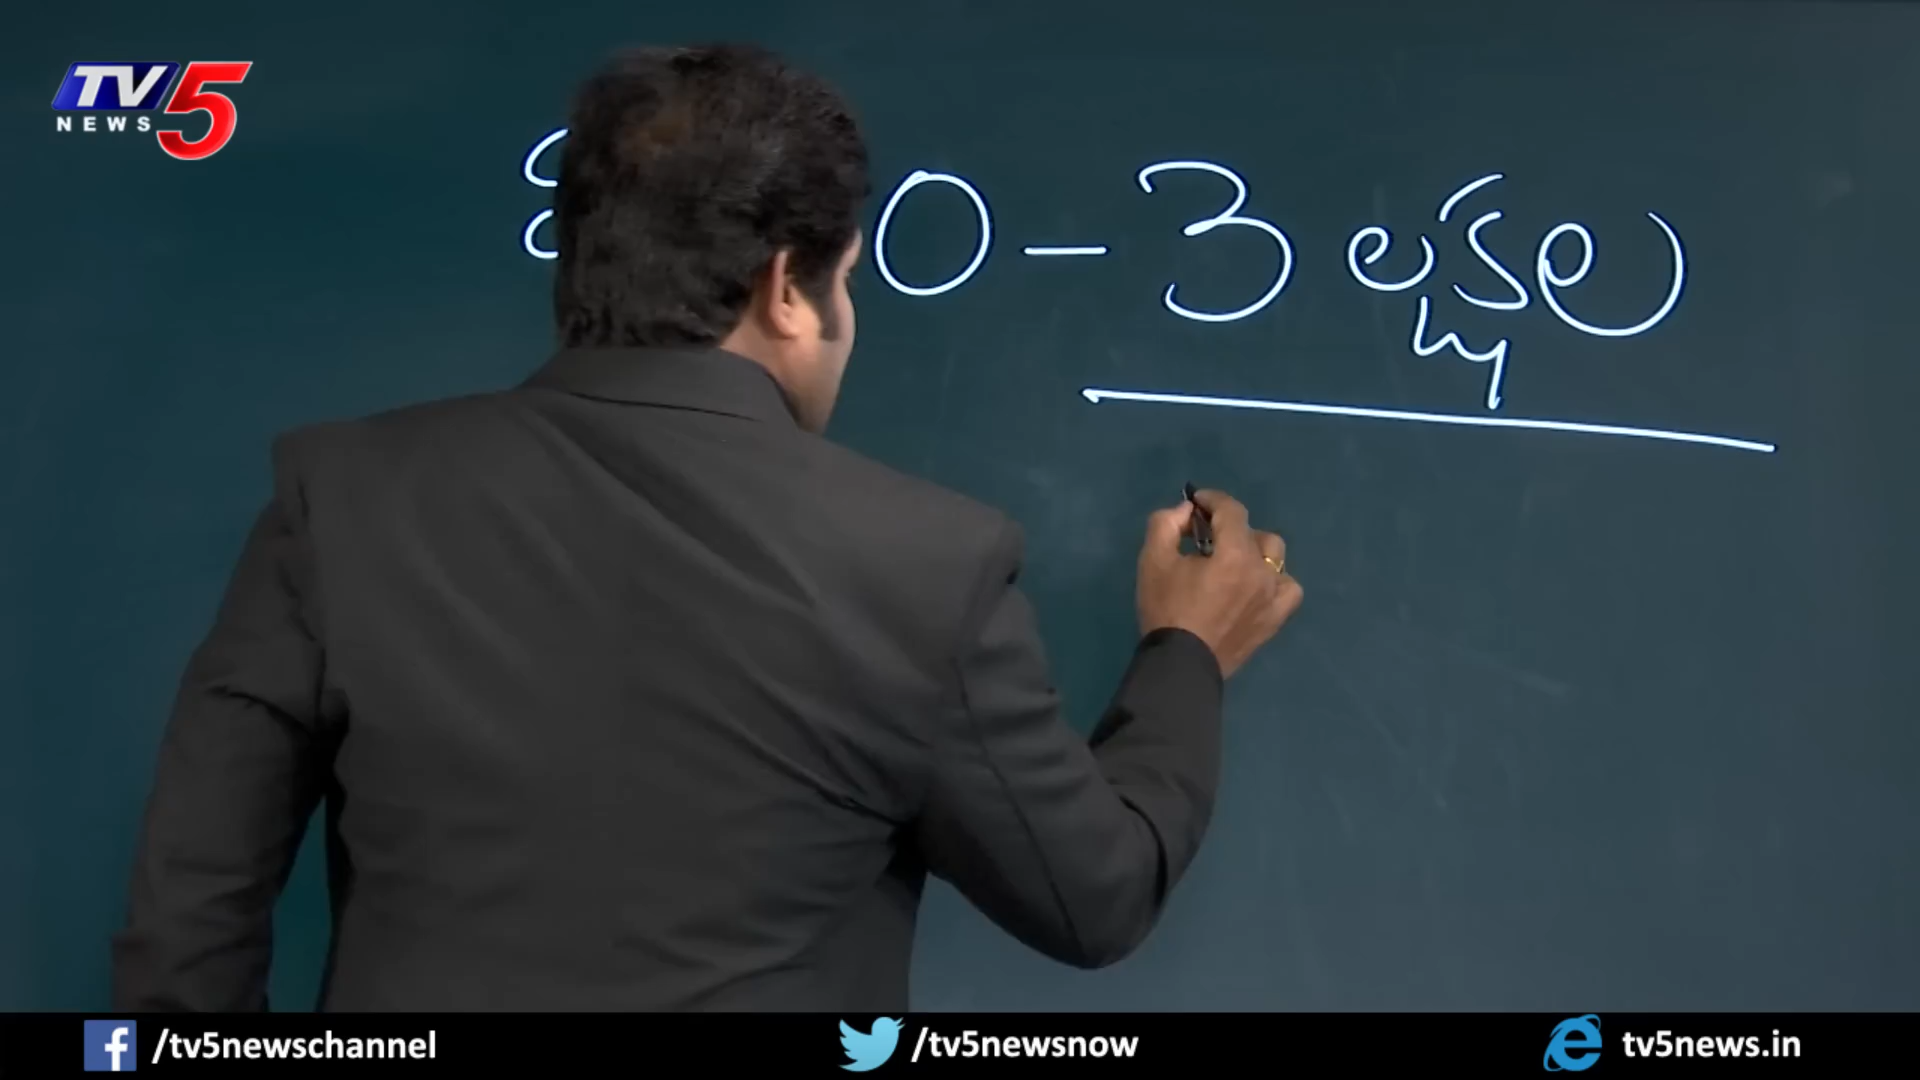 TV5
NEWS
0 – 3 లక్షల
/tv5newschannel
/tv5newsnow
tv5news.in